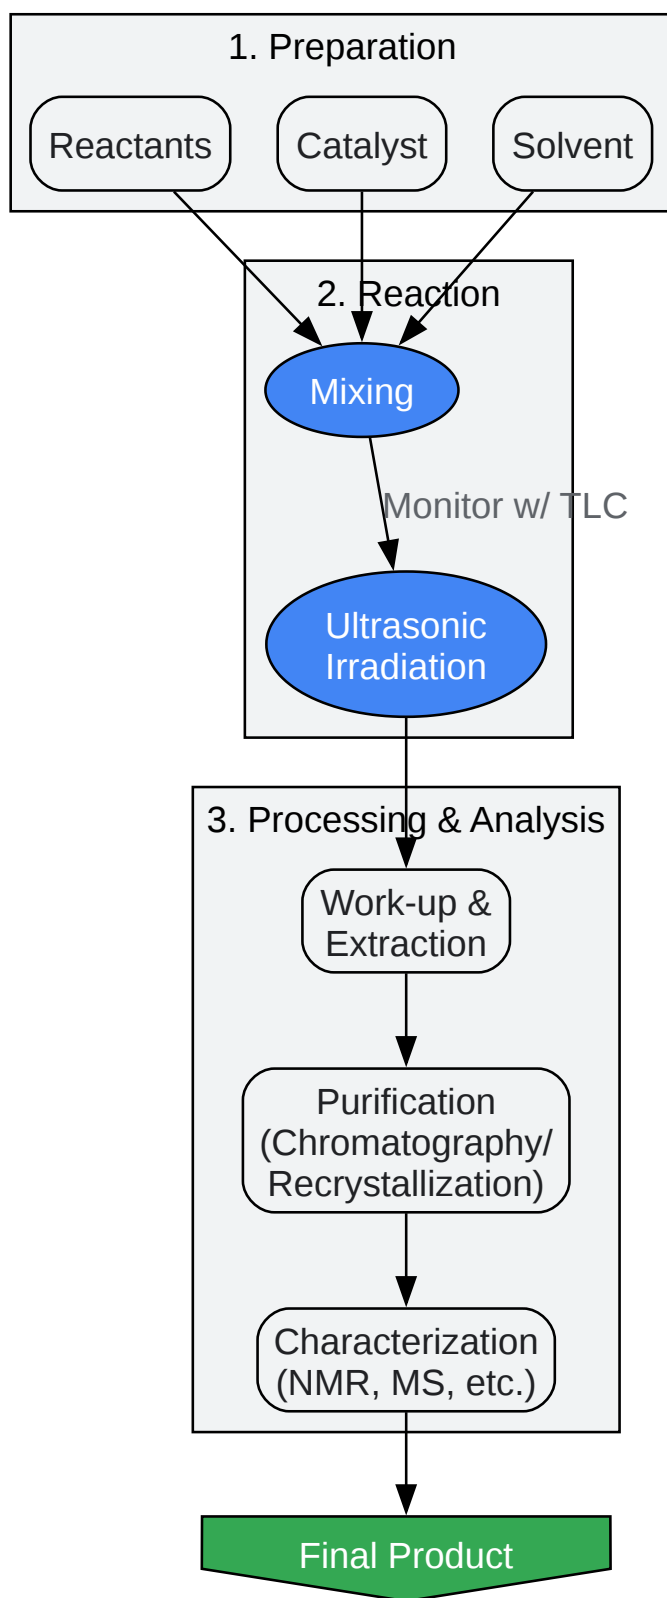 1. Preparation
Reactants
Catalyst
Solvent
2. Reaction
Mixing
Monitor w/ TLC
Ultrasonic
Irradiation
3. Processing & Analysis
Work-up &
Extraction
Purification
(Chromatography/
Recrystallization)
Characterization
(NMR, MS, etc.)
Final Product